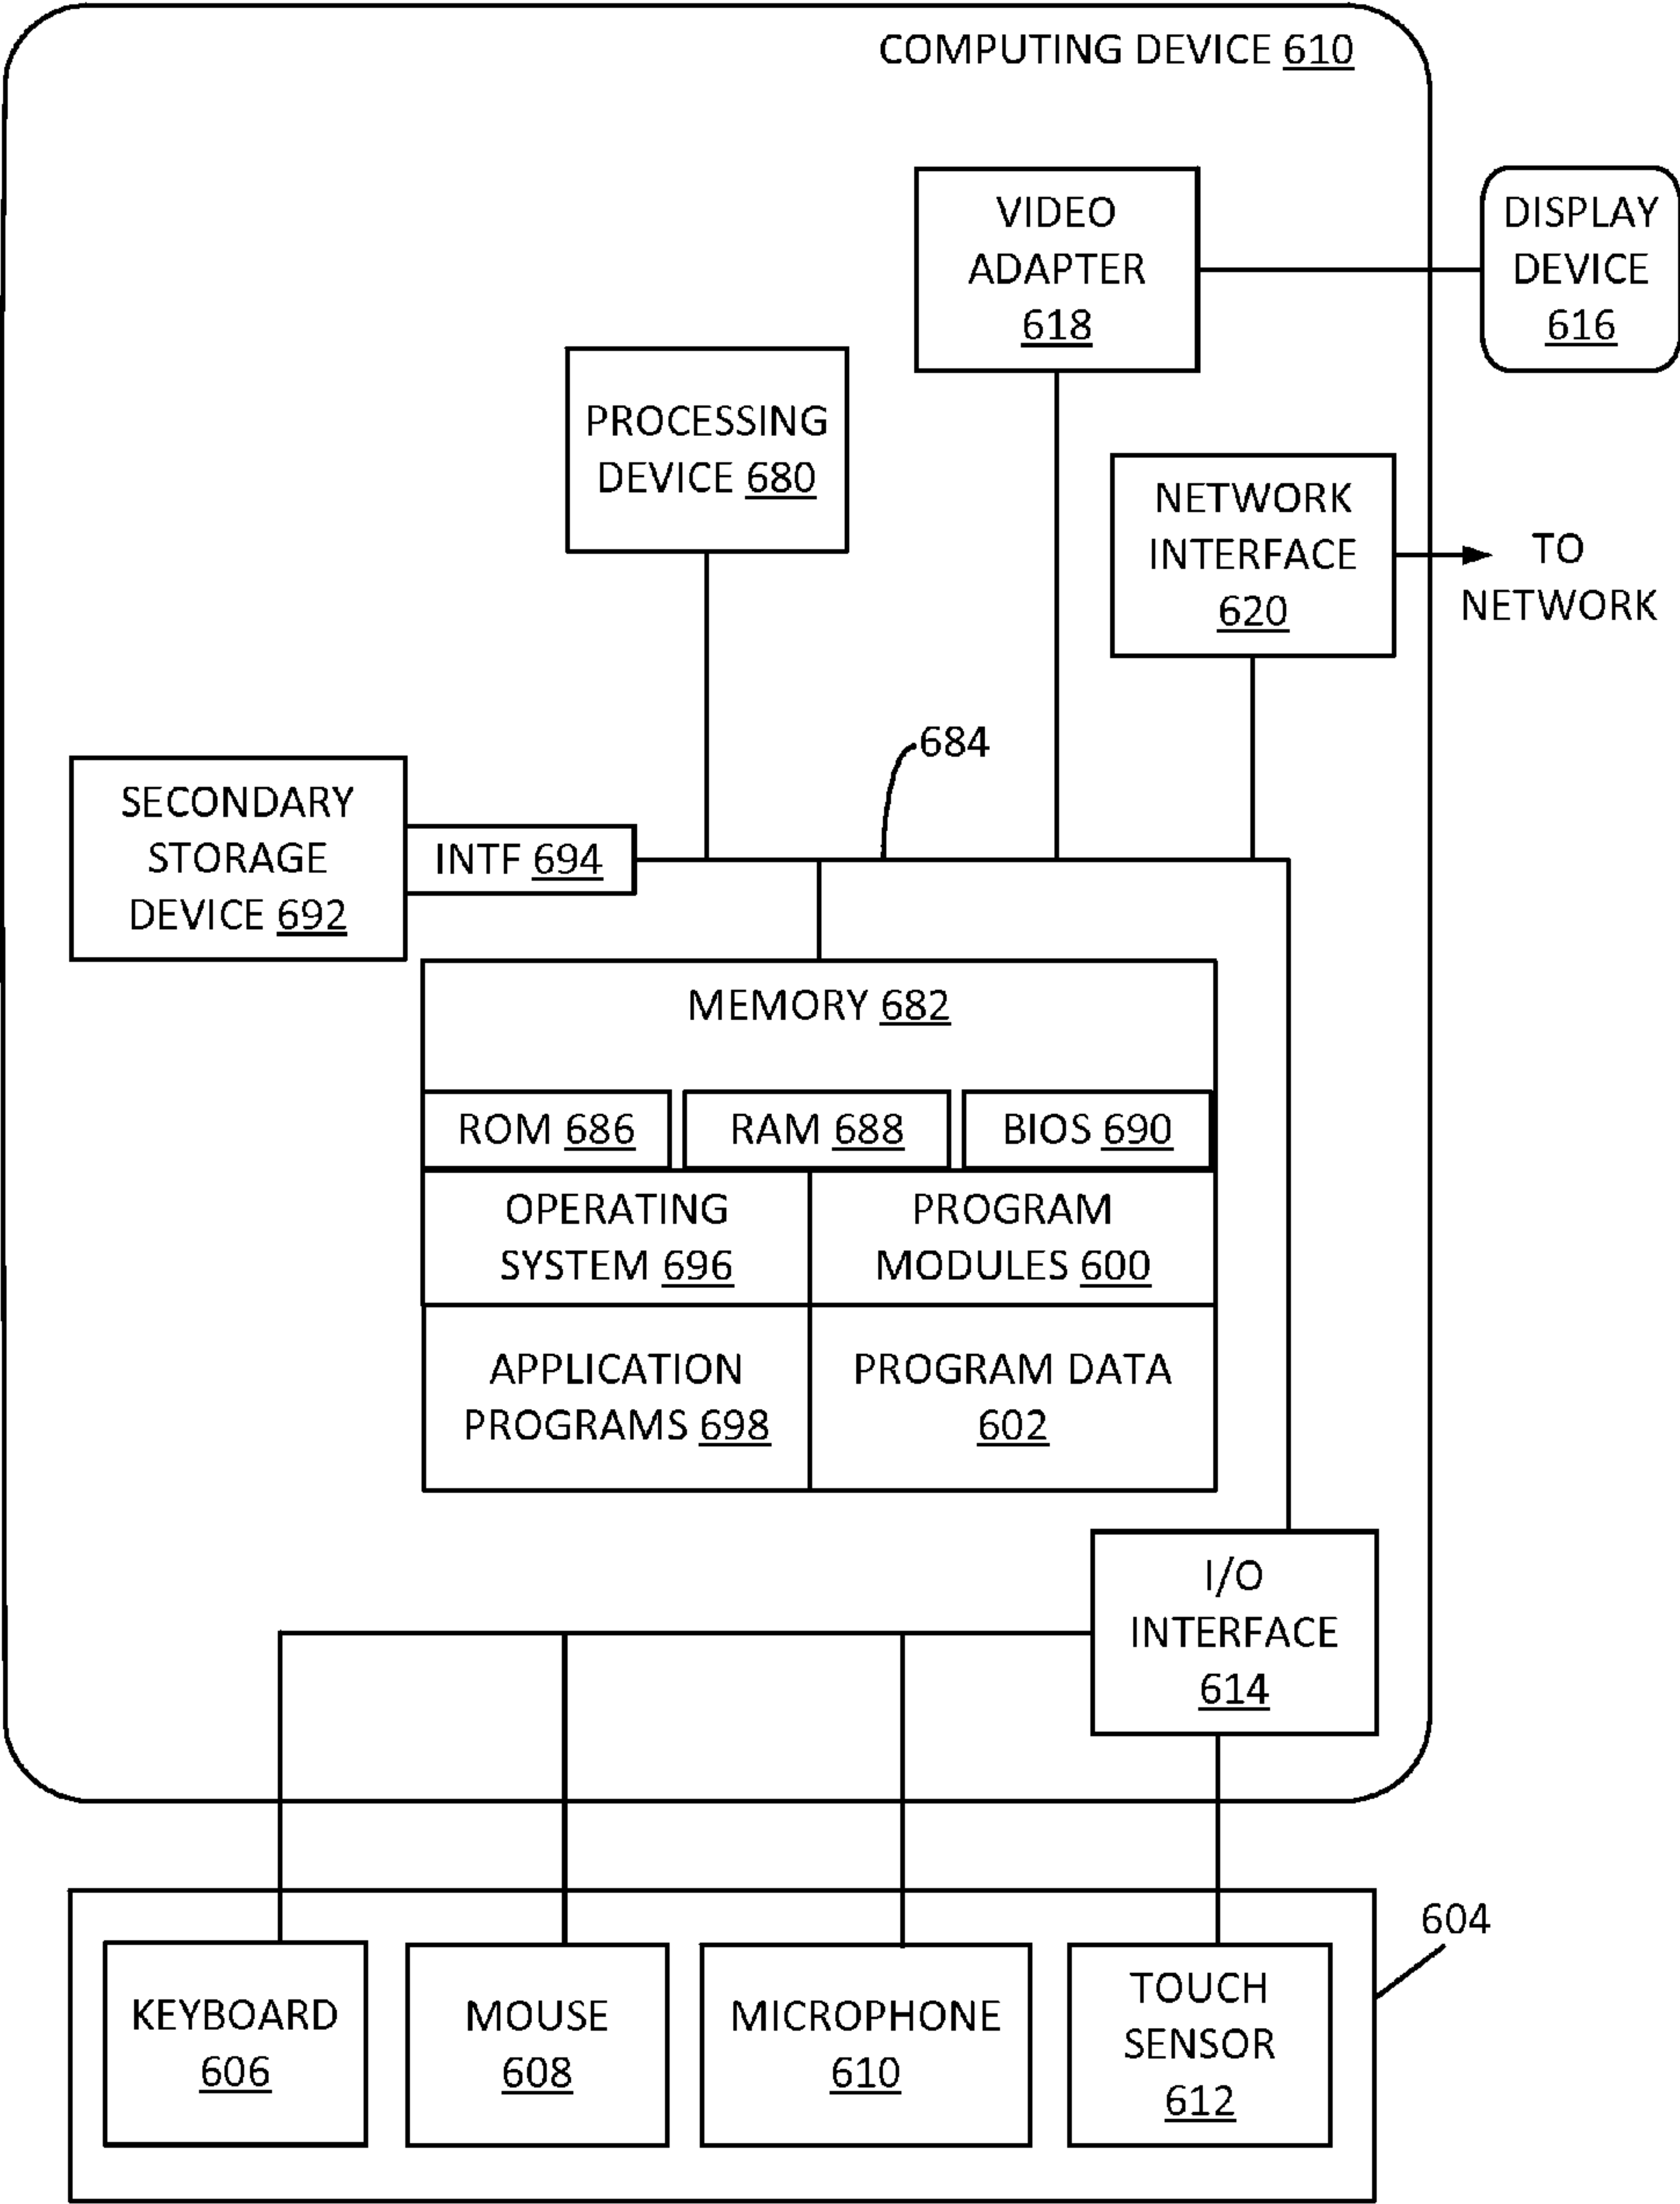 COMPUTING DEVICE 610
VIDEO
ADAPTER
618
DISPLAY
DEVICE
616
PROCESSING
DEVICE 680
NETWORK
INTERFACE
620
TO
NETWORK
684
SECONDARY
STORAGE
DEVICE 692
INTF 694
MEMORY 682
ROM 686
RAM 688
BIOS 690
OPERATING
SYSTEM 696
PROGRAM
MODULES 600
APPLICATION
PROGRAMS 698
PROGRAM DATA
602
I/O
INTERFACE
614
604
KEYBOARD
606
MOUSE
608
MICROPHONE
610
TOUCH
SENSOR
612